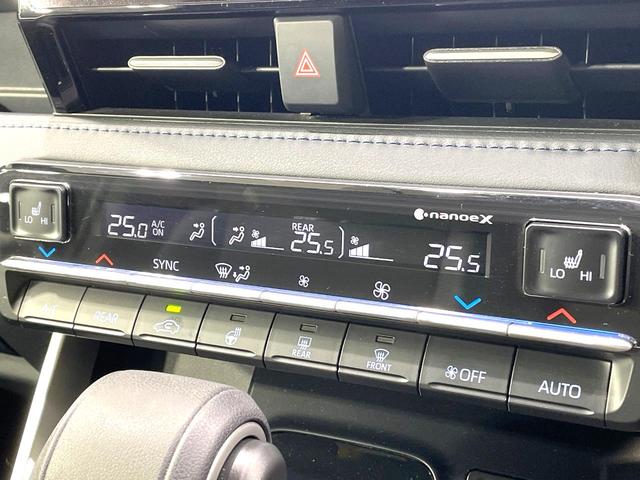 nanoeX
LO HI
25.0 A/C ON
REAR
25.5
25.5
LO HI
SYNC
A/C
REAR
REAR
FRONT
OFF
AUTO